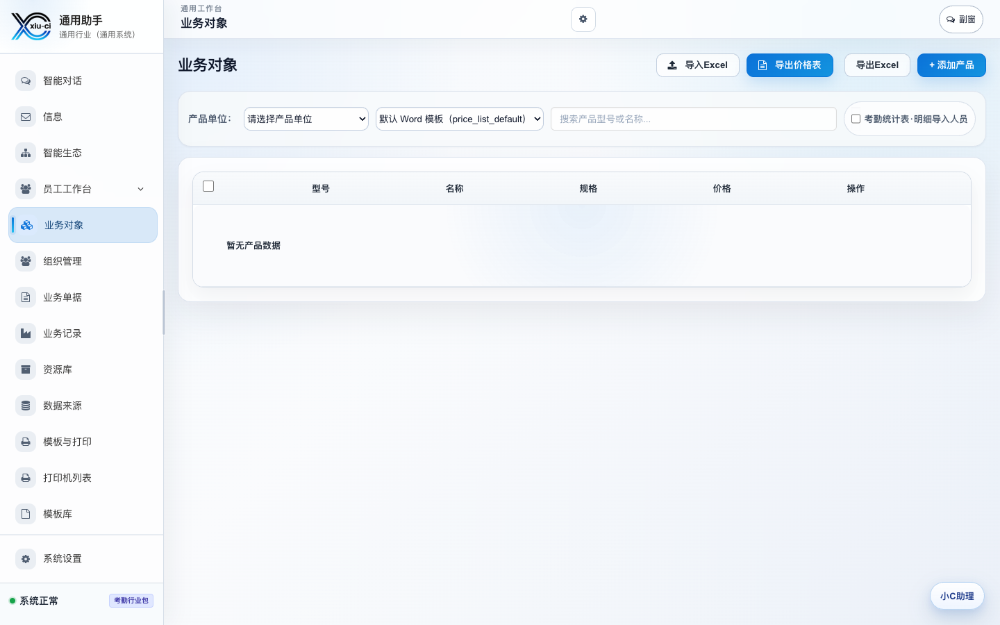 xiu-ci
通用助手
通用行业（通用系统）
智能对话
信息
智能生态
员工工作台
业务对象
组织管理
业务单据
业务记录
资源库
数据来源
模板与打印
打印机列表
模板库
系统设置
系统正常
考勤行业包
通用工作台
业务对象
副窗
业务对象
导入Excel
导出价格表
导出Excel
+ 添加产品
产品单位：
请选择产品单位
默认 Word 模板（price_list_default）
搜索产品型号或名称...
考勤统计表·明细导入人员
型号 名称 规格 价格 操作
暂无产品数据
小C助理